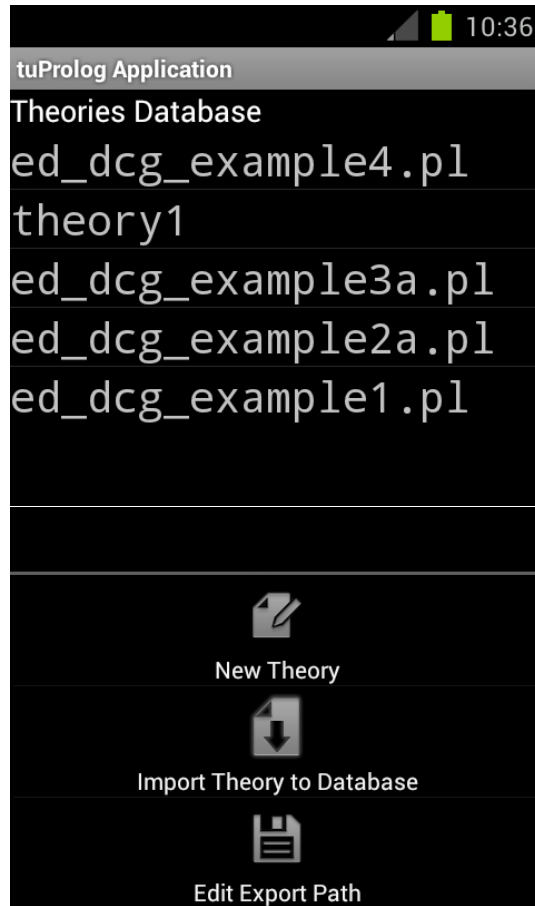 10:36
tuProlog Application
Theories Database
ed_dcg_example4.pl
theory1
ed_dcg_example3a.pl
ed_dcg_example2a.pl
ed_dcg_example1.pl
New Theory
Import Theory to Database
Edit Export Path